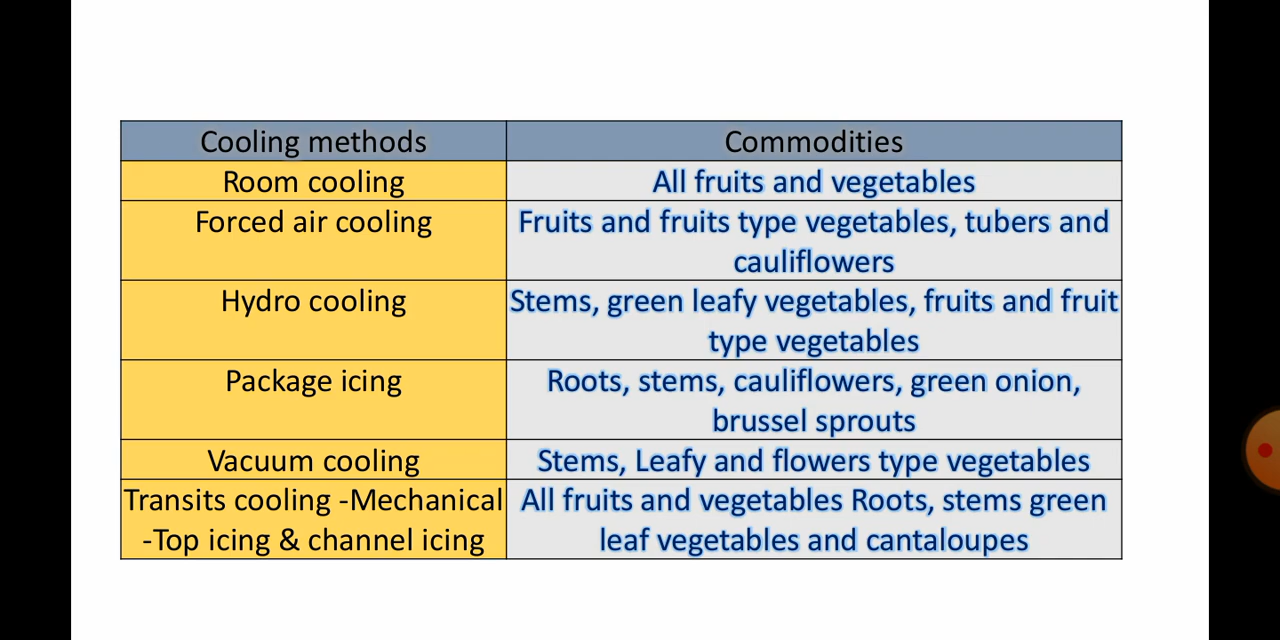 Cooling methods
Commodities
Room cooling
All fruits and vegetables
Forced air cooling
Fruits and fruits type vegetables, tubers and
cauliflowers
Hydro cooling
Stems, green leafy vegetables, fruits and fruit
type vegetables
Package icing
Roots, stems, cauliflowers, green onion,
brussel sprouts
Vacuum cooling
Stems, Leafy and flowers type vegetables
Transits cooling -Mechanical
-Top icing & channel icing
All fruits and vegetables Roots, stems green
leaf vegetables and cantaloupes